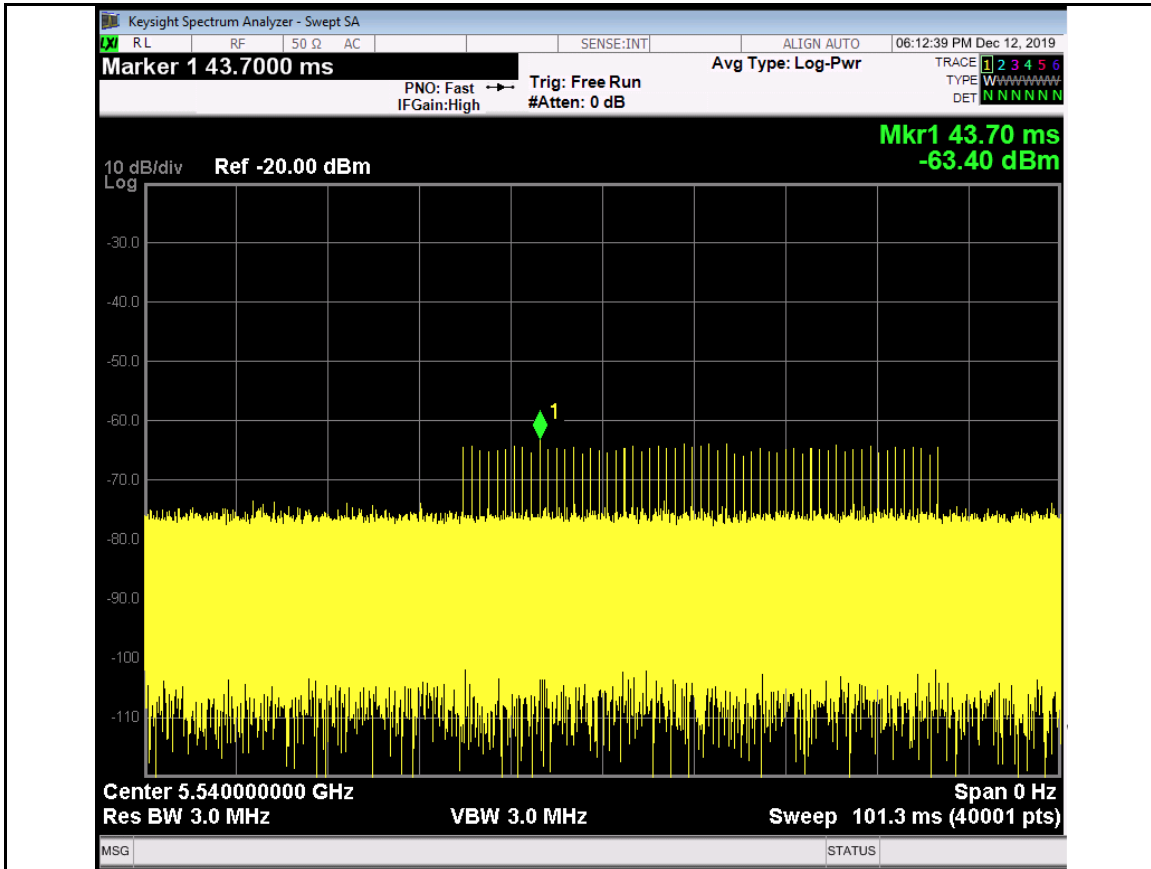 Keysight Spectrum Analyzer - Swept SA
LXI RL RF 50 Ω AC SENSE:INT ALIGN AUTO 06:12:39 PM Dec 12, 2019
Marker 1 43.7000 ms
PNO: Fast
IFGain:High
Trig: Free Run
#Atten: 0 dB
Avg Type: Log-Pwr
TRACE 1 2 3 4 5 6
TYPE WWWWWW
DET N N N N N N
Mkr1 43.70 ms
-63.40 dBm
10 dB/div Ref -20.00 dBm
Log
-30.0
-40.0
-50.0
1
-60.0
-70.0
-80.0
-90.0
-100
-110
Center 5.540000000 GHz Span 0 Hz
Res BW 3.0 MHz VBW 3.0 MHz Sweep 101.3 ms (40001 pts)
MSG STATUS